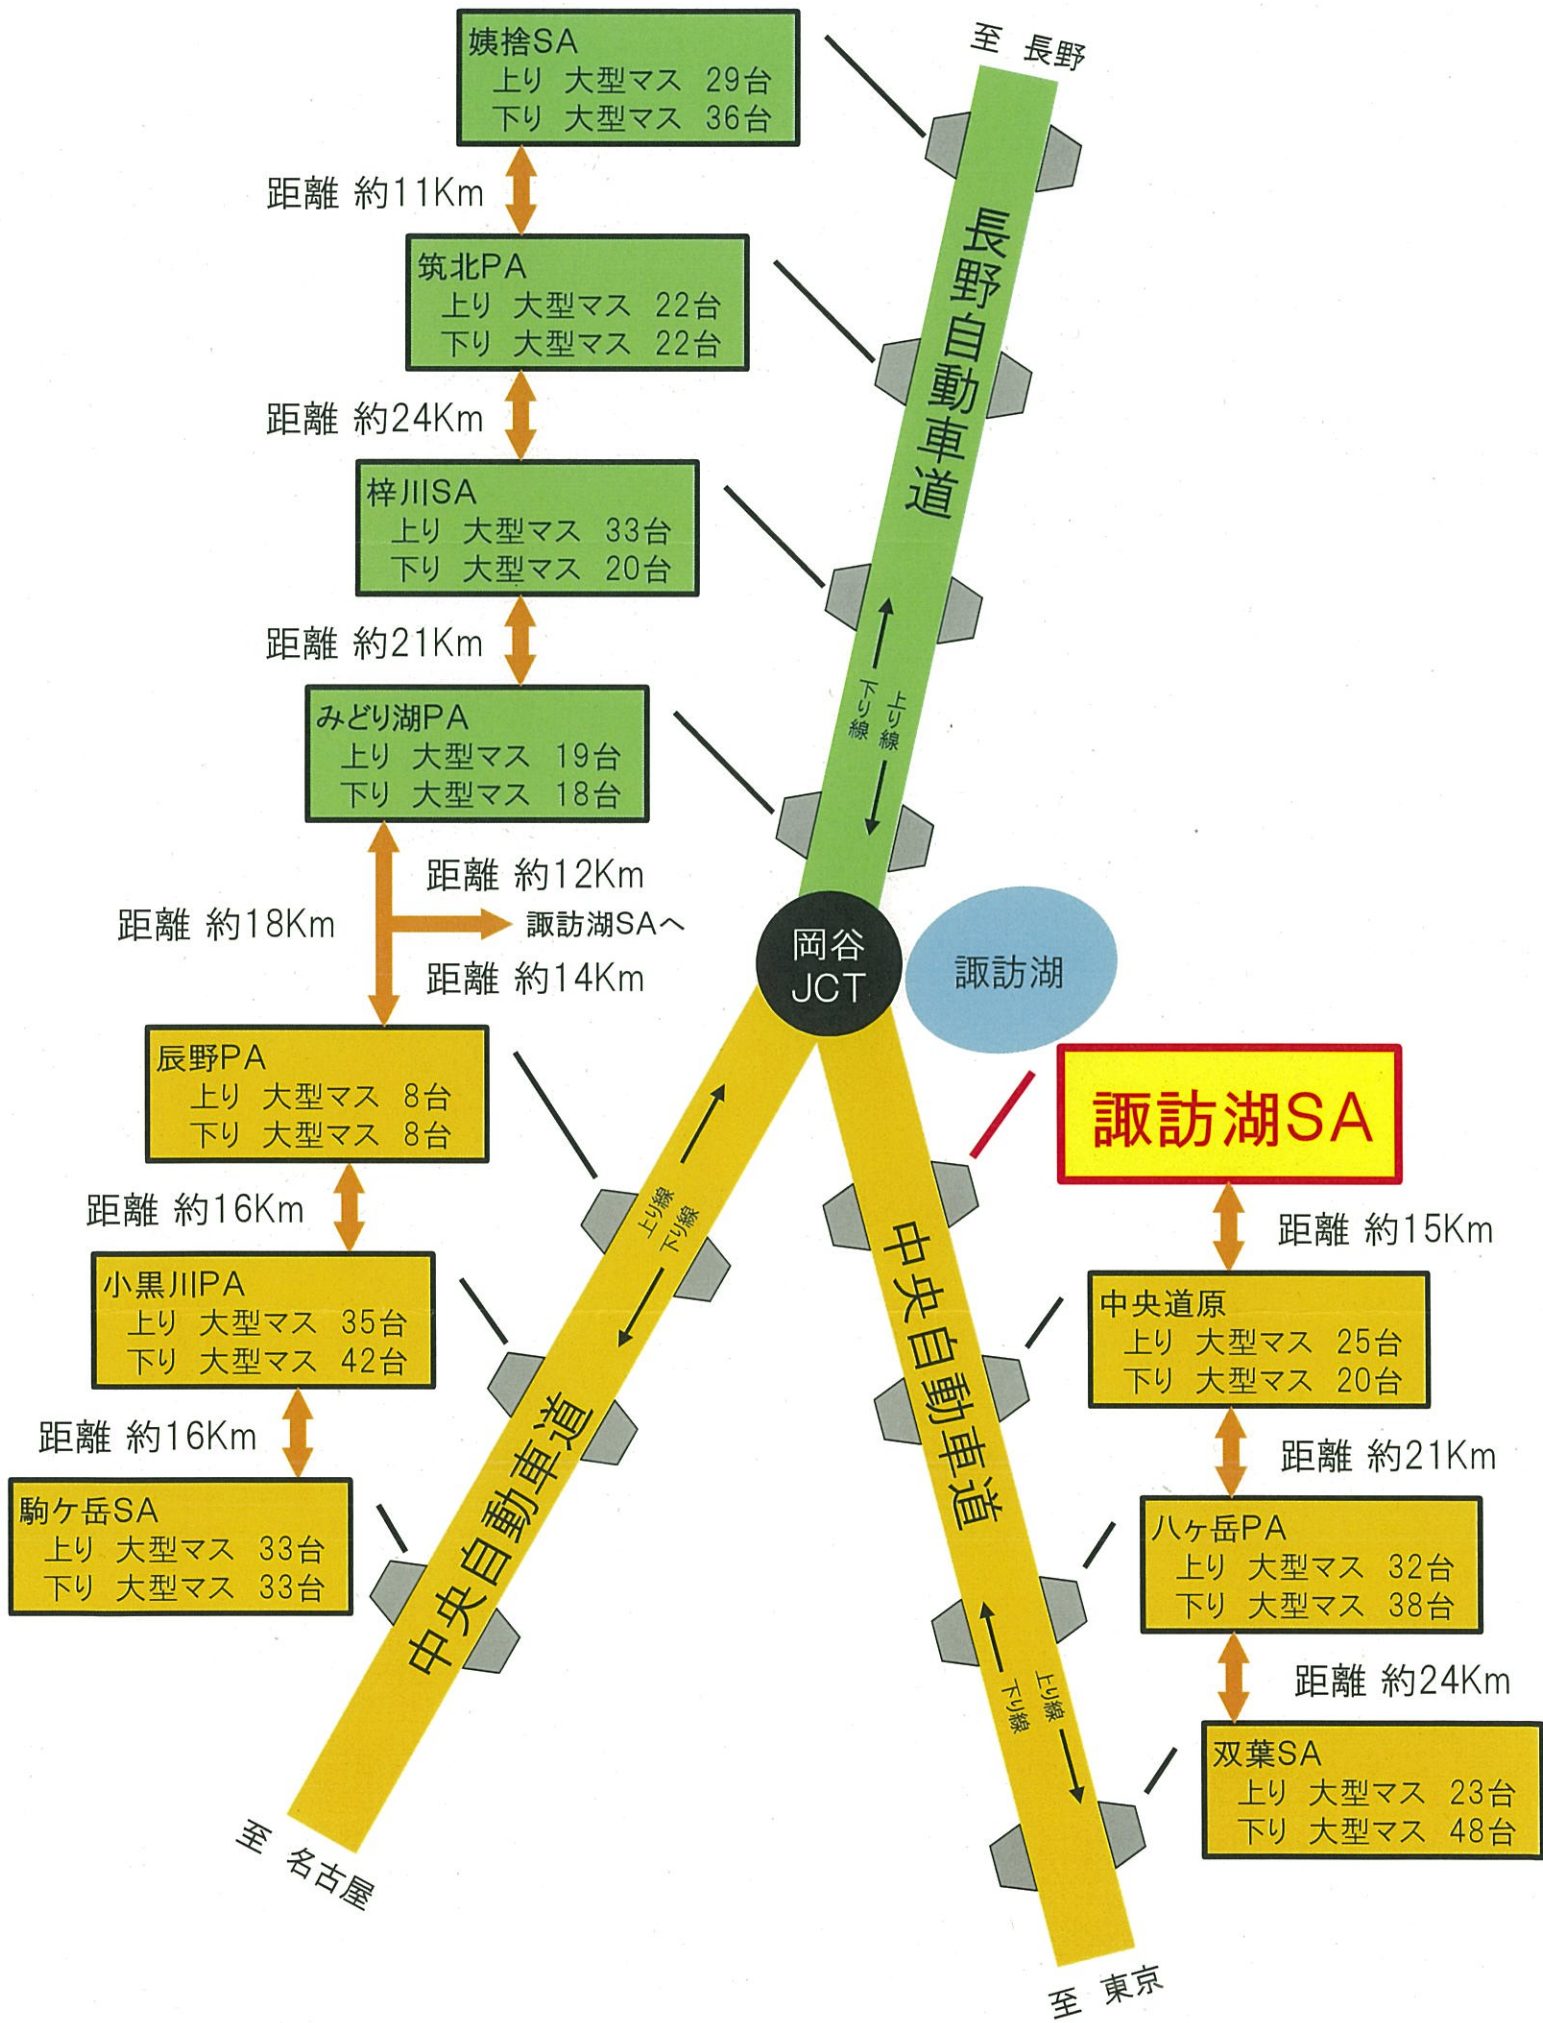 至 長野
姨捨SA
上り 大型マス 29台
下り 大型マス 36台
距離 約11Km
筑北PA
上り 大型マス 22台
下り 大型マス 22台
距離 約24Km
梓川SA
上り 大型マス 33台
下り 大型マス 20台
距離 約21Km
みどり湖PA
上り 大型マス 19台
下り 大型マス 18台
長野自動車道
下り線
上り線
距離 約12Km
距離 約18Km
諏訪湖SAへ
距離 約14Km
岡谷
JCT
諏訪湖
辰野PA
上り 大型マス 8台
下り 大型マス 8台
距離 約16Km
小黒川PA
上り 大型マス 35台
下り 大型マス 42台
距離 約16Km
駒ケ岳SA
上り 大型マス 33台
下り 大型マス 33台
上り線
下り線
中央自動車道
至 名古屋
諏訪湖SA
距離 約15Km
中央道原
上り 大型マス 25台
下り 大型マス 20台
距離 約21Km
八ヶ岳PA
上り 大型マス 32台
下り 大型マス 38台
距離 約24Km
双葉SA
上り 大型マス 23台
下り 大型マス 48台
中央自動車道
下り線
上り線
至 東京